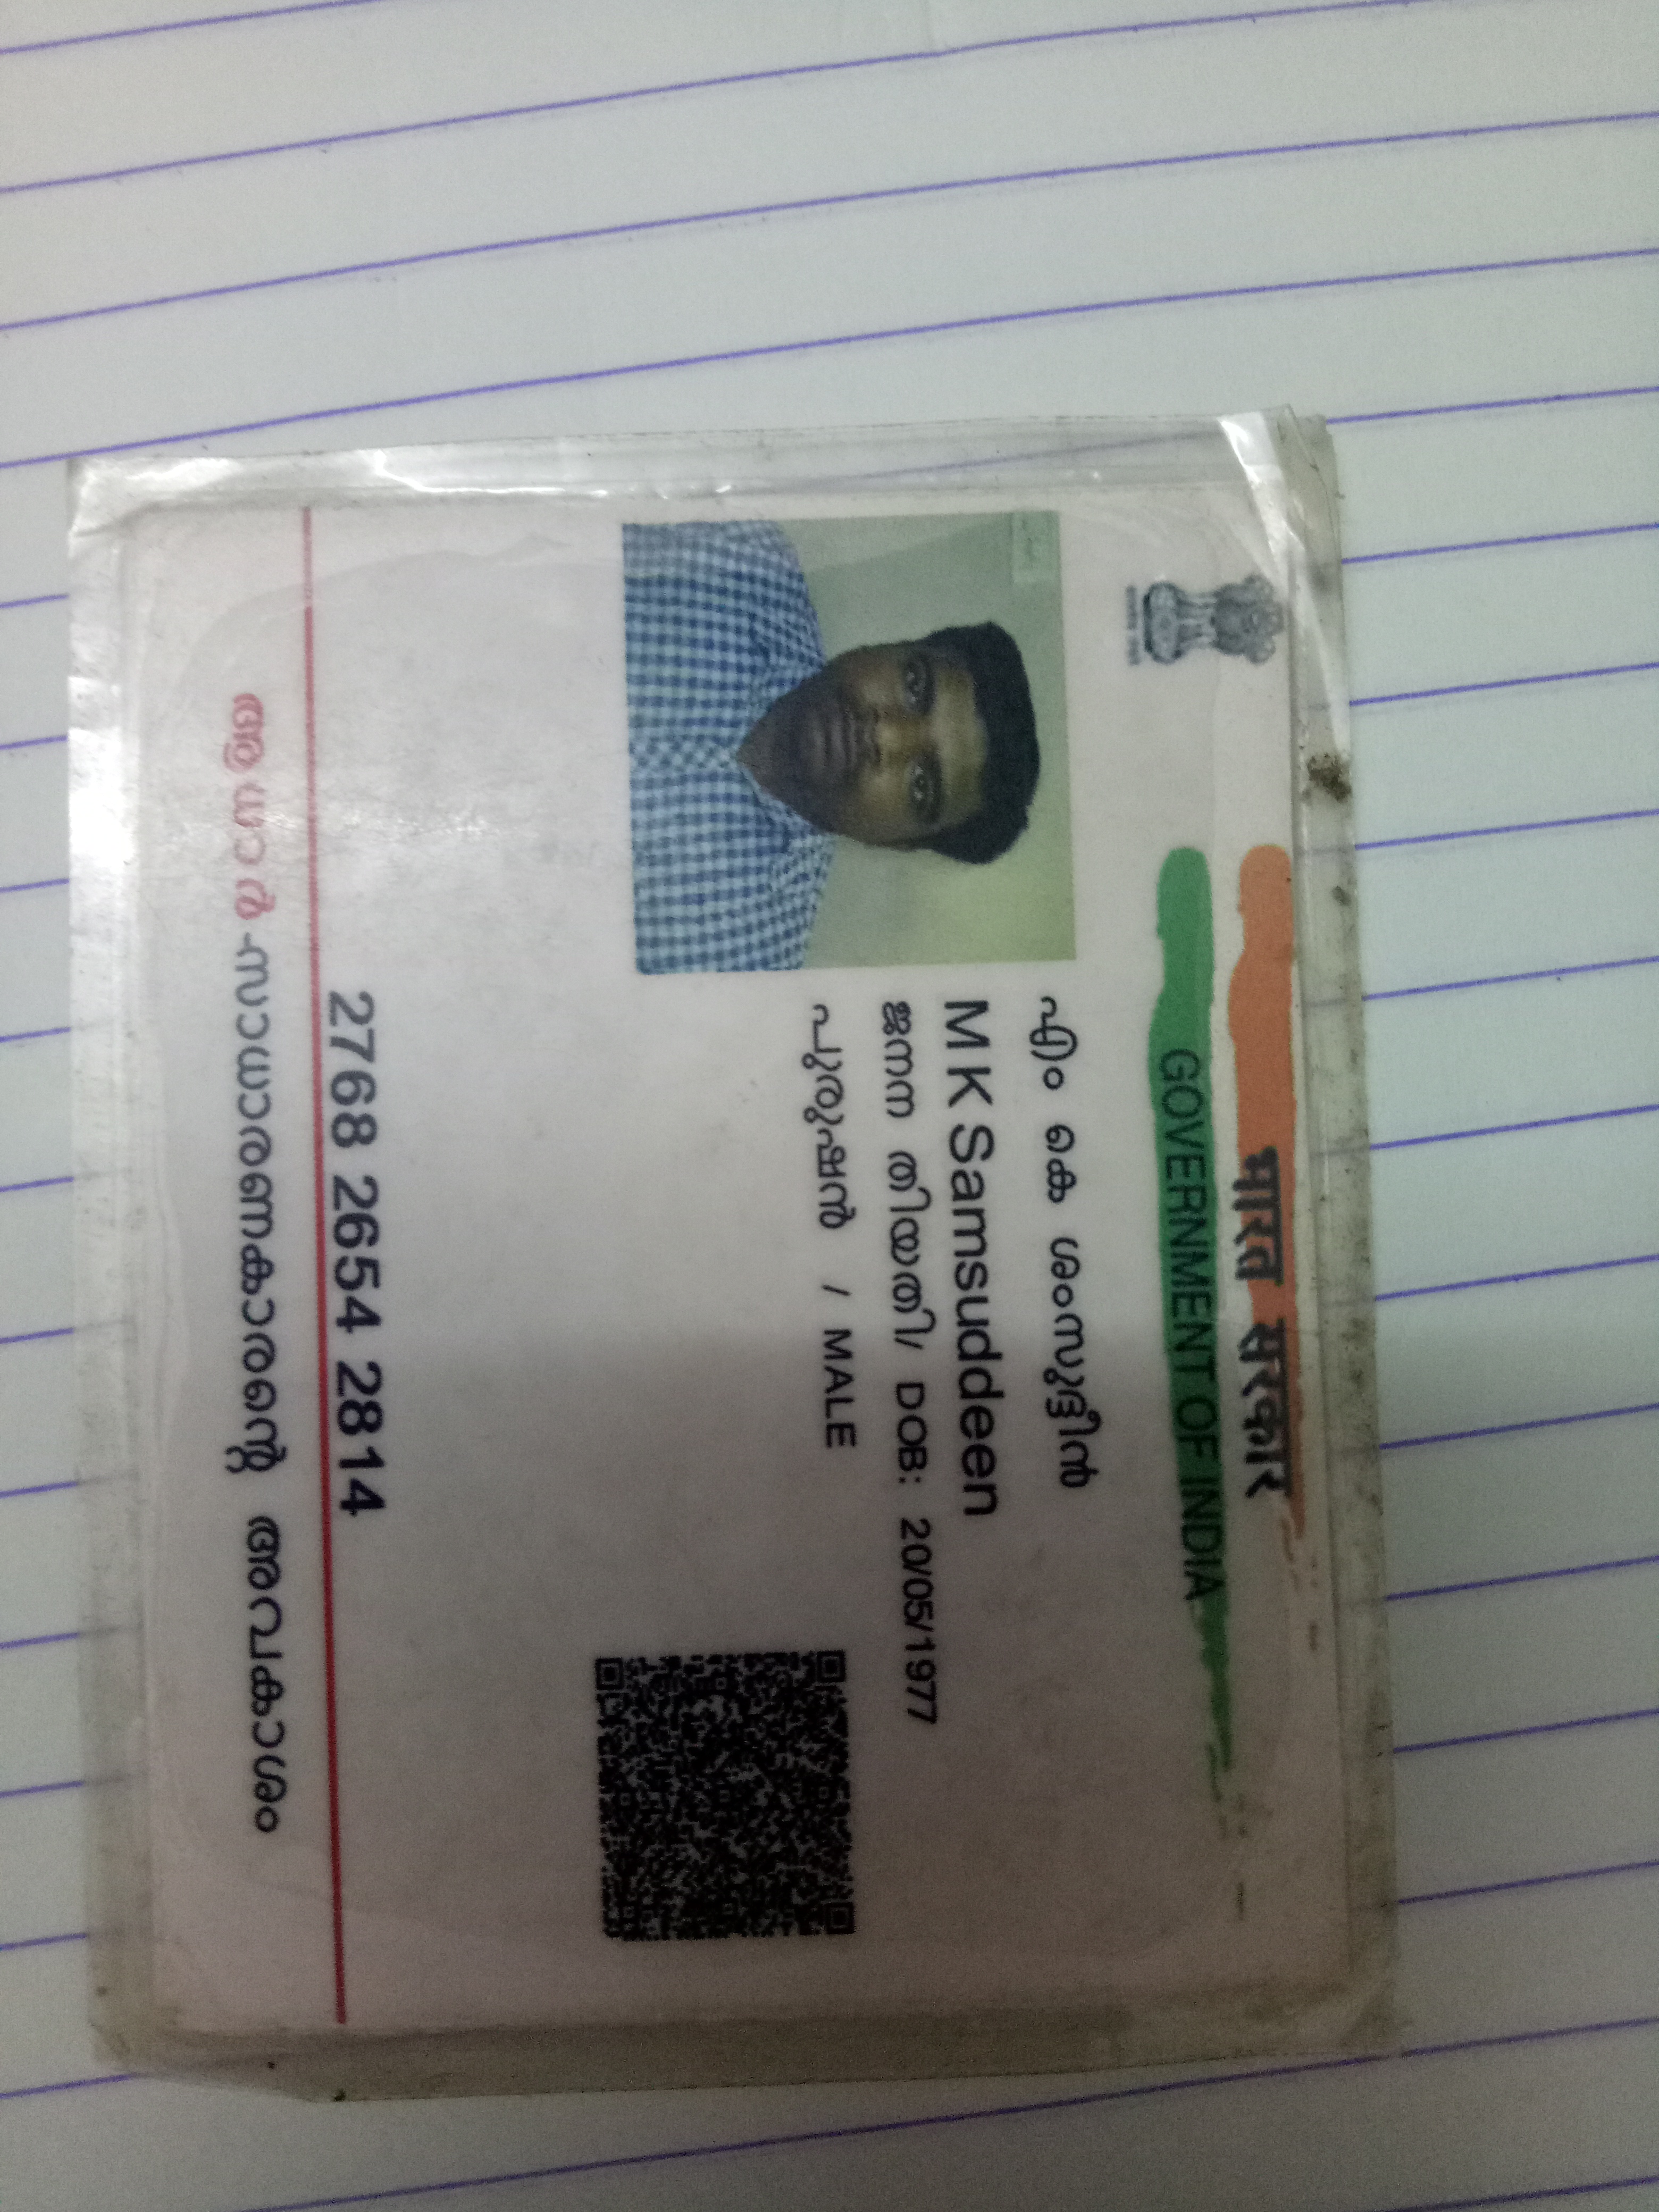 भारत सरकार
GOVERNMENT OF INDIA
എം കെ ശംസുദ്ദീൻ
M K Samsuddeen
ജനന തിയതി/ DOB: 20/05/1977
പുരുഷൻ / MALE
2768 2654 2814
ആധാർ-സാധാരണകാരന്റെ അവകാശം